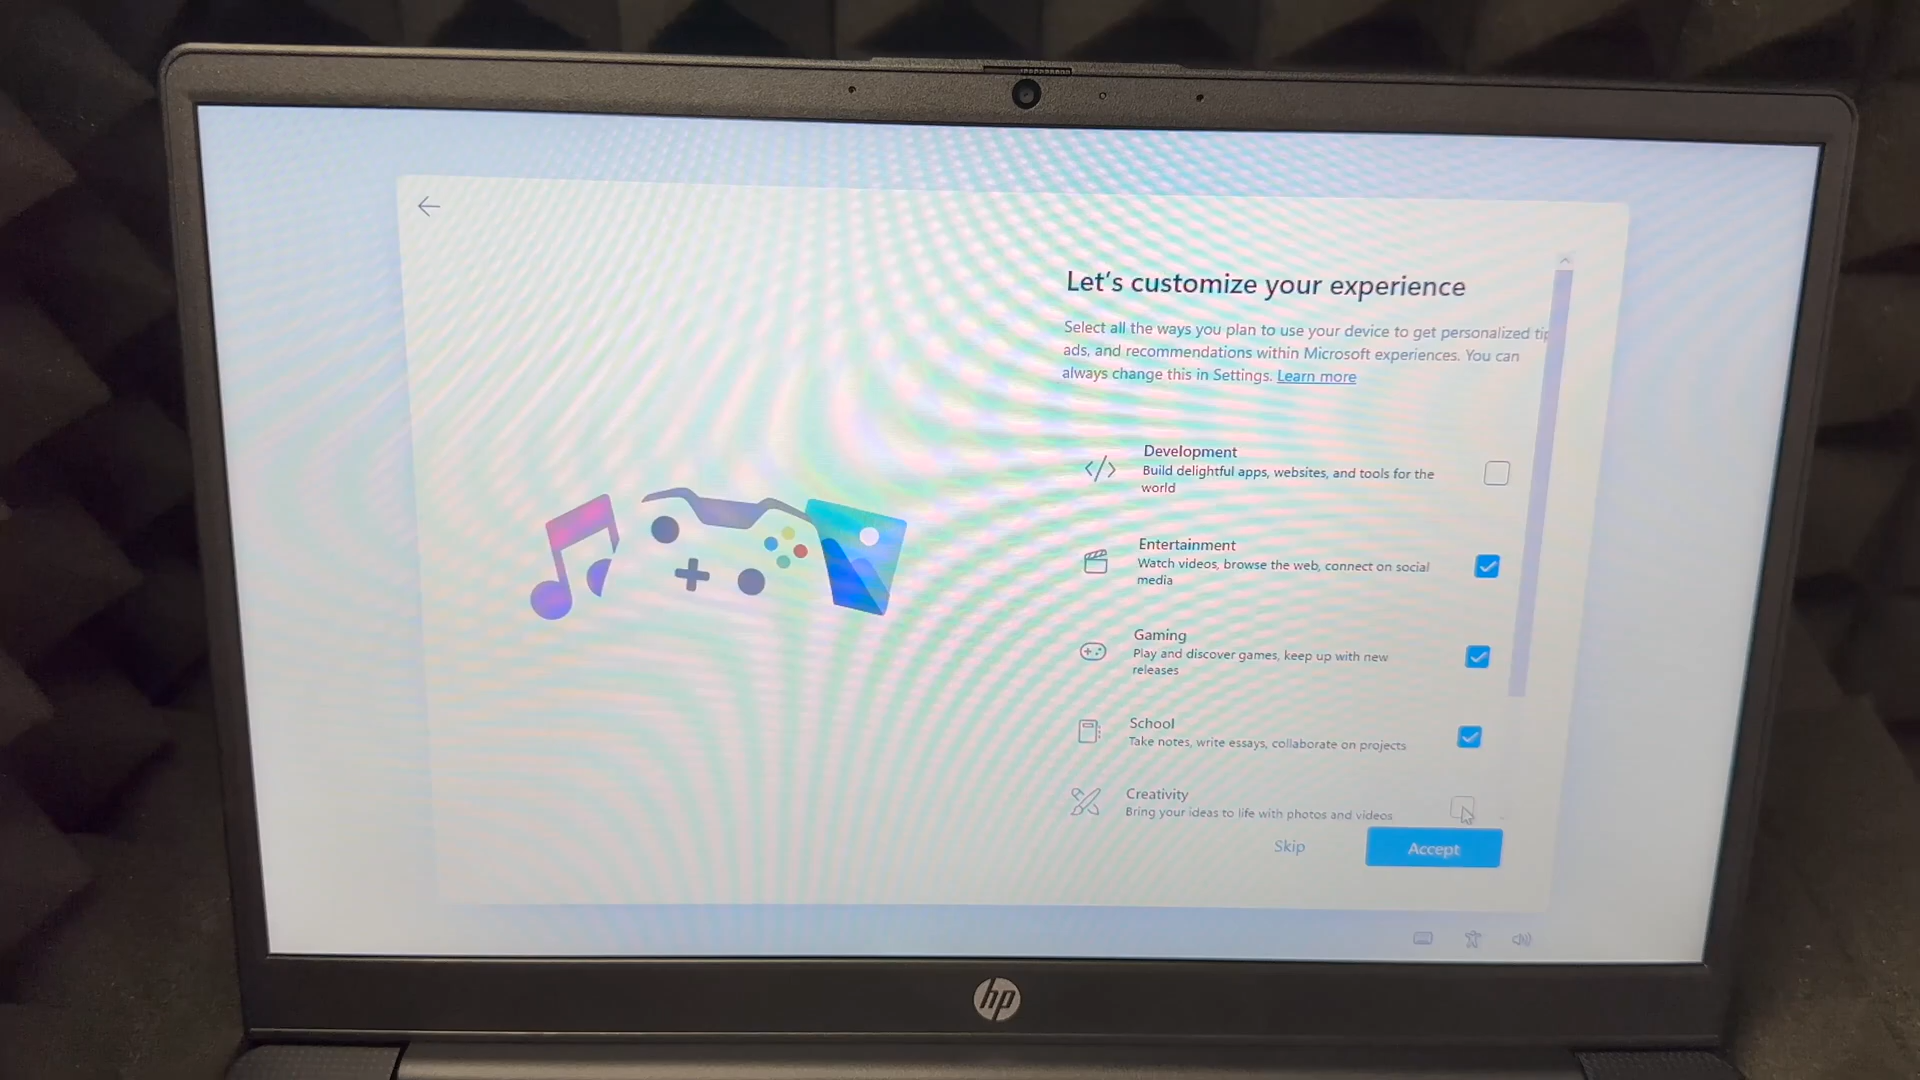 Let's customize your experience
Select all the ways you plan to use your device to get personalized tip
ads, and recommendations within Microsoft experiences. You can
always change this in Settings. Learn more
Development
Build delightful apps, websites, and tools for the
world
Entertainment
Watch videos, browse the web, connect on social
media
Gaming
Play and discover games, keep up with new
releases
School
Take notes, write essays, collaborate on projects
Creativity
Bring your ideas to life with photos and videos
Skip
Accept
hp